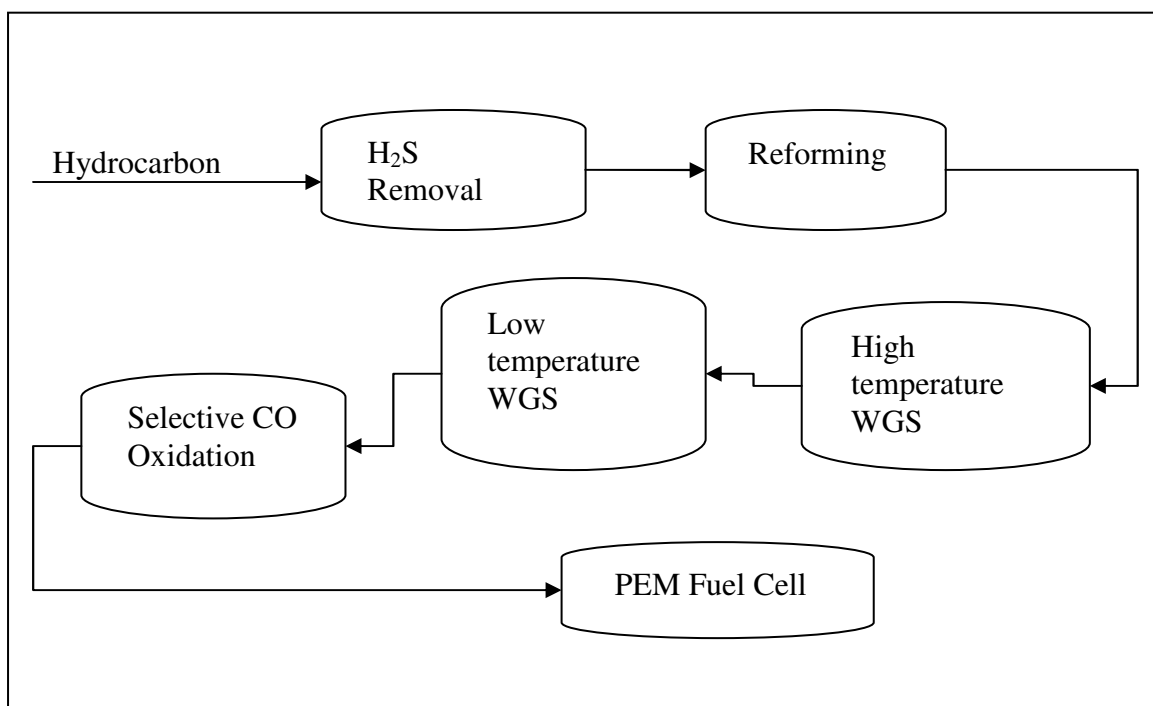 Hydrocarbon
H₂S
Removal
Reforming
High
temperature
WGS
Low
temperature
WGS
Selective CO
Oxidation
PEM Fuel Cell